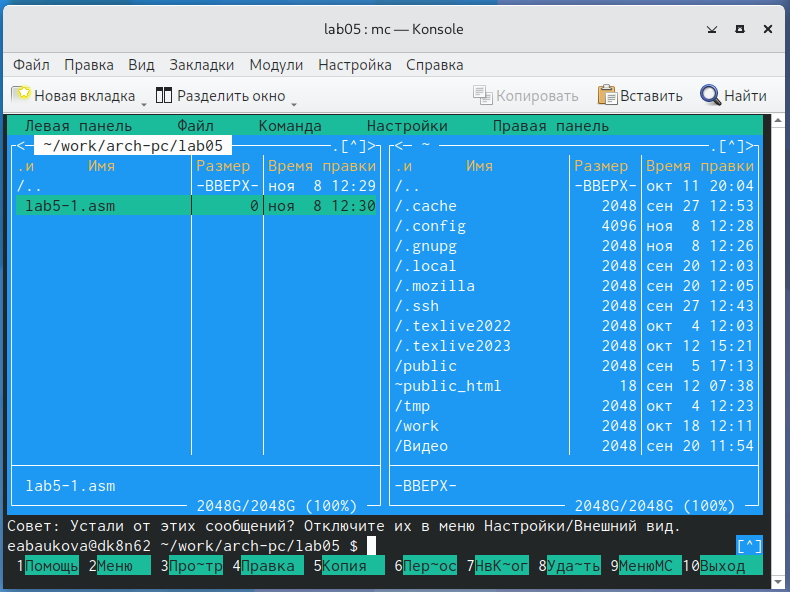 lab05 : mc — Konsole
Файл Правка Вид Закладки Модули Настройка Справка
Новая вкладка Разделить окно Копировать Вставить Найти
Левая панель Файл Команда Настройки Правая панель
<— ~/work/arch-pc/lab05 .[^]> <— ~ .[^]>
.и Имя Размер Время правки .и Имя Размер Время правки
/.. -ВВЕРХ- ноя 8 12:29 /.. -ВВЕРХ- окт 11 20:04
lab5-1.asm 0 ноя 8 12:30 /.cache 2048 сен 27 12:53
/.config 4096 ноя 8 12:28
/.gnupg 2048 ноя 8 12:26
/.local 2048 сен 20 12:03
/.mozilla 2048 сен 20 12:05
/.ssh 2048 сен 27 12:43
/.texlive2022 2048 окт 4 12:03
/.texlive2023 2048 окт 12 15:21
/public 2048 сен 5 17:13
~public_html 18 сен 12 07:38
/tmp 2048 окт 4 12:23
/work 2048 окт 18 12:11
/Видео 2048 сен 20 11:54
lab5-1.asm -ВВЕРХ-
2048G/2048G (100%) 2048G/2048G (100%)
Совет: Устали от этих сообщений? Отключите их в меню Настройки/Внешний вид.
eabaukova@dk8n62 ~/work/arch-pc/lab05 $ [^]
1Помощь 2Меню 3Про~тр 4Правка 5Копия 6Пер~ос 7НвК~ог 8Уда~ть 9МенюМС 10Выход